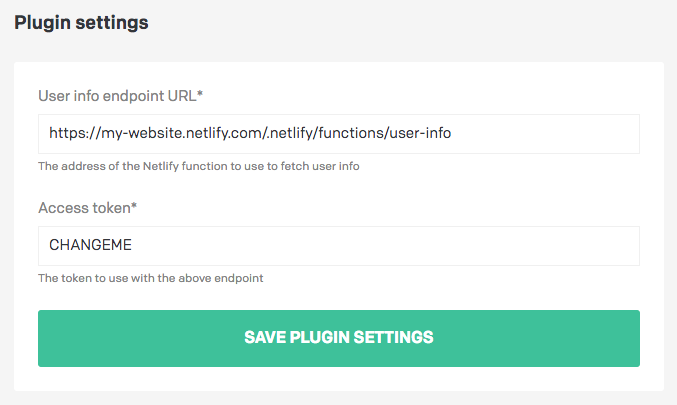 Plugin settings
User info endpoint URL*
https://my-website.netlify.com/.netlify/functions/user-info
The address of the Netlify function to use to fetch user info
Access token*
CHANGEME
The token to use with the above endpoint
SAVE PLUGIN SETTINGS